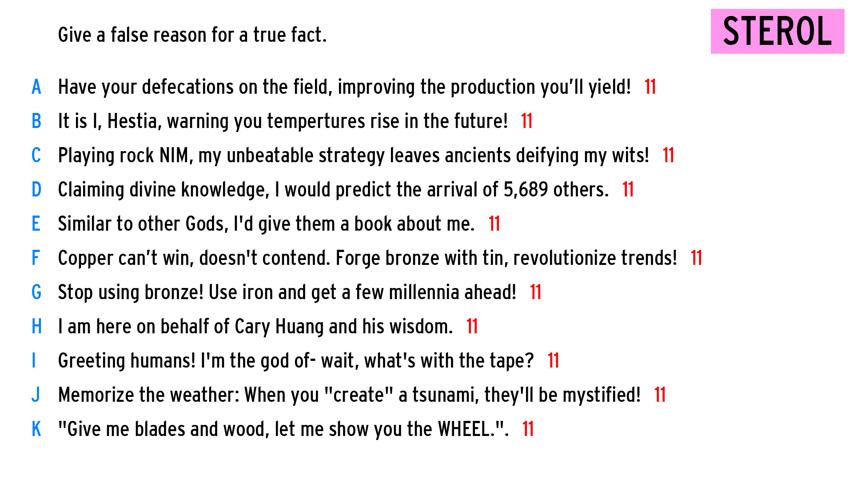 Give a false reason for a true fact.
STEROL
A Have your defecations on the field, improving the production you'll yield! 11
B It is I, Hestia, warning you tempertures rise in the future! 11
C Playing rock NIM, my unbeatable strategy leaves ancients deifying my wits! 11
D Claiming divine knowledge, I would predict the arrival of 5,689 others. 11
E Similar to other Gods, I'd give them a book about me. 11
F Copper can't win, doesn't contend. Forge bronze with tin, revolutionize trends! 11
G Stop using bronze! Use iron and get a few millennia ahead! 11
H I am here on behalf of Cary Huang and his wisdom. 11
I Greeting humans! I'm the god of- wait, what's with the tape? 11
J Memorize the weather: When you "create" a tsunami, they'll be mystified! 11
K "Give me blades and wood, let me show you the WHEEL.". 11